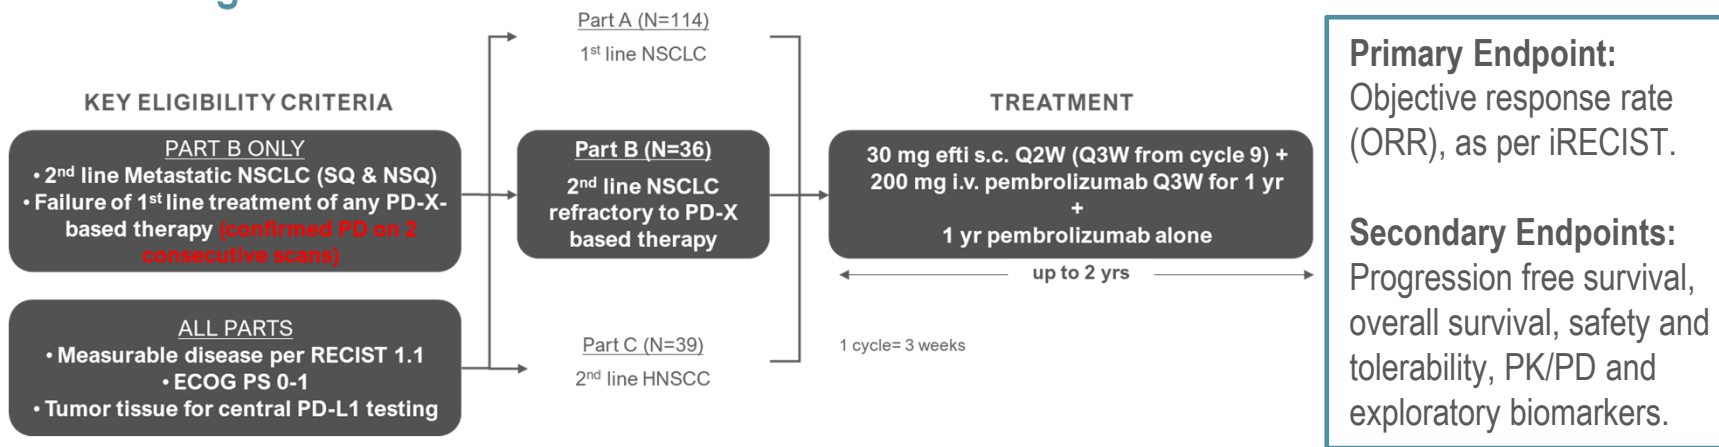 KEY ELIGIBILITY CRITERIA
PART B ONLY
• 2nd line Metastatic NSCLC (SQ & NSQ)
• Failure of 1st line treatment of any PD-X-
based therapy (confirmed PD on 2
consecutive scans)
ALL PARTS
• Measurable disease per RECIST 1.1
• ECOG PS 0-1
• Tumor tissue for central PD-L1 testing
Part A (N=114)
1st line NSCLC
Part B (N=36)
2nd line NSCLC
refractory to PD-X
based therapy
Part C (N=39)
2nd line HNSCC
TREATMENT
30 mg efti s.c. Q2W (Q3W from cycle 9) +
200 mg i.v. pembrolizumab Q3W for 1 yr
+
1 yr pembrolizumab alone
up to 2 yrs
1 cycle= 3 weeks
Primary Endpoint:
Objective response rate
(ORR), as per iRECIST.
Secondary Endpoints:
Progression free survival,
overall survival, safety and
tolerability, PK/PD and
exploratory biomarkers.